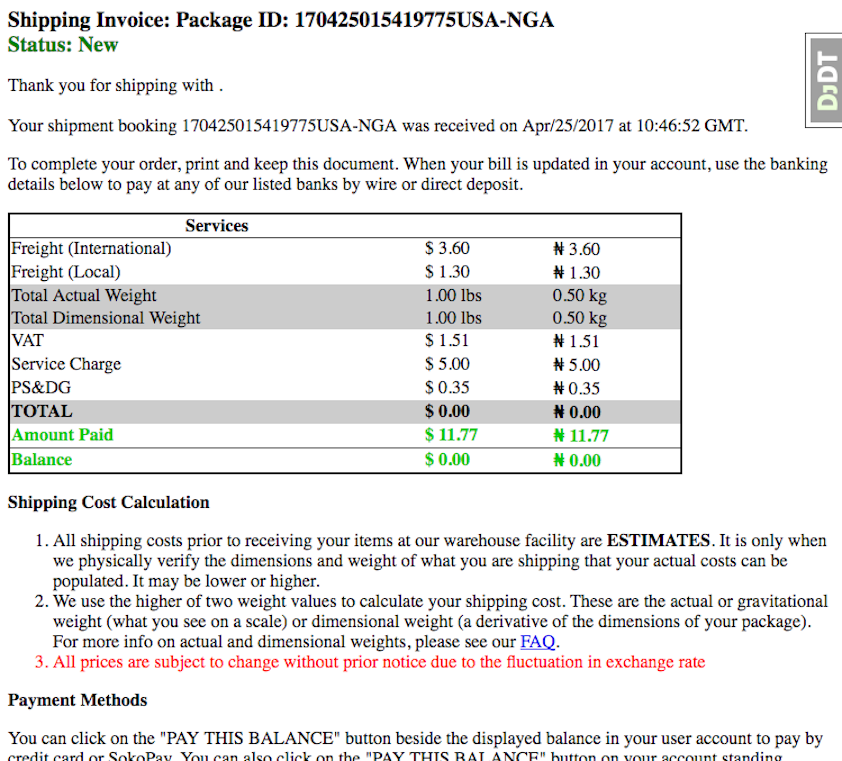 Shipping Invoice: Package ID: 170425015419775USA-NGA
Status: New
DJDT
Thank you for shipping with .
Your shipment booking 170425015419775USA-NGA was received on Apr/25/2017 at 10:46:52 GMT.
To complete your order, print and keep this document. When your bill is updated in your account, use the banking
details below to pay at any of our listed banks by wire or direct deposit.
Services
Freight (International) $ 3.60 ₦ 3.60
Freight (Local) $ 1.30 ₦ 1.30
Total Actual Weight 1.00 lbs 0.50 kg
Total Dimensional Weight 1.00 lbs 0.50 kg
VAT $ 1.51 ₦ 1.51
Service Charge $ 5.00 ₦ 5.00
PS&DG $ 0.35 ₦ 0.35
TOTAL $ 0.00 ₦ 0.00
Amount Paid $ 11.77 ₦ 11.77
Balance $ 0.00 ₦ 0.00
Shipping Cost Calculation
1. All shipping costs prior to receiving your items at our warehouse facility are ESTIMATES. It is only when
we physically verify the dimensions and weight of what you are shipping that your actual costs can be
populated. It may be lower or higher.
2. We use the higher of two weight values to calculate your shipping cost. These are the actual or gravitational
weight (what you see on a scale) or dimensional weight (a derivative of the dimensions of your package).
For more info on actual and dimensional weights, please see our FAQ.
3. All prices are subject to change without prior notice due to the fluctuation in exchange rate
Payment Methods
You can click on the "PAY THIS BALANCE" button beside the displayed balance in your user account to pay by
credit card or SokoPay. You can also click on the "PAY THIS BALANCE" button on your account standing